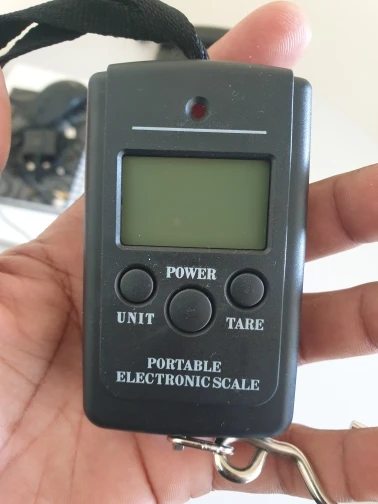 POWER
UNIT TARE
PORTABLE
ELECTRONIC SCALE